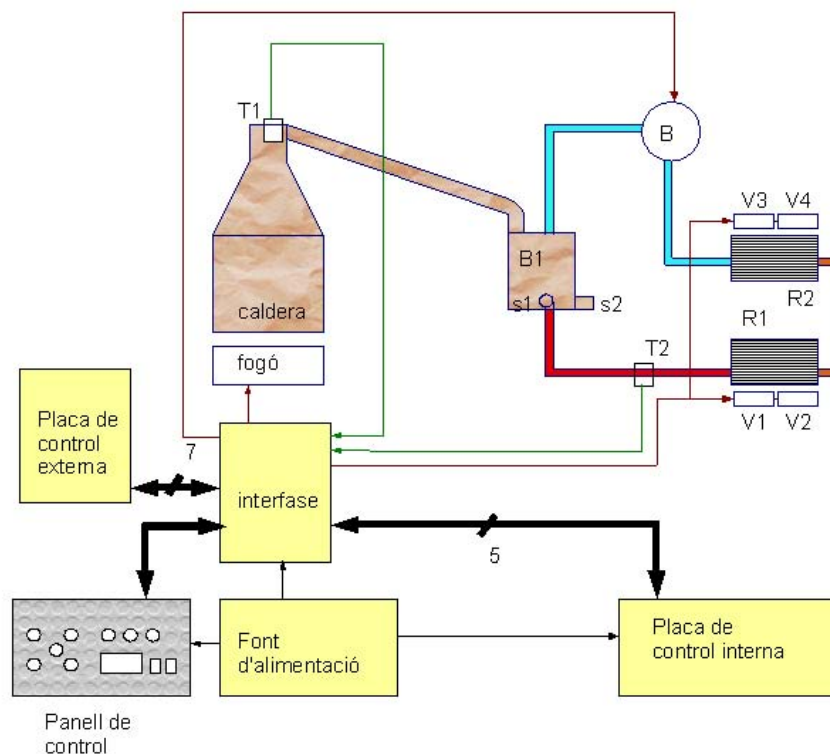 T1
B
V3 V4
B1
caldera
s1
s2
R2
R1
T2
fogó
V1 V2
Placa de
control
externa
7
interfase
5
Font
d'alimentació
Placa de
control interna
Panell de
control